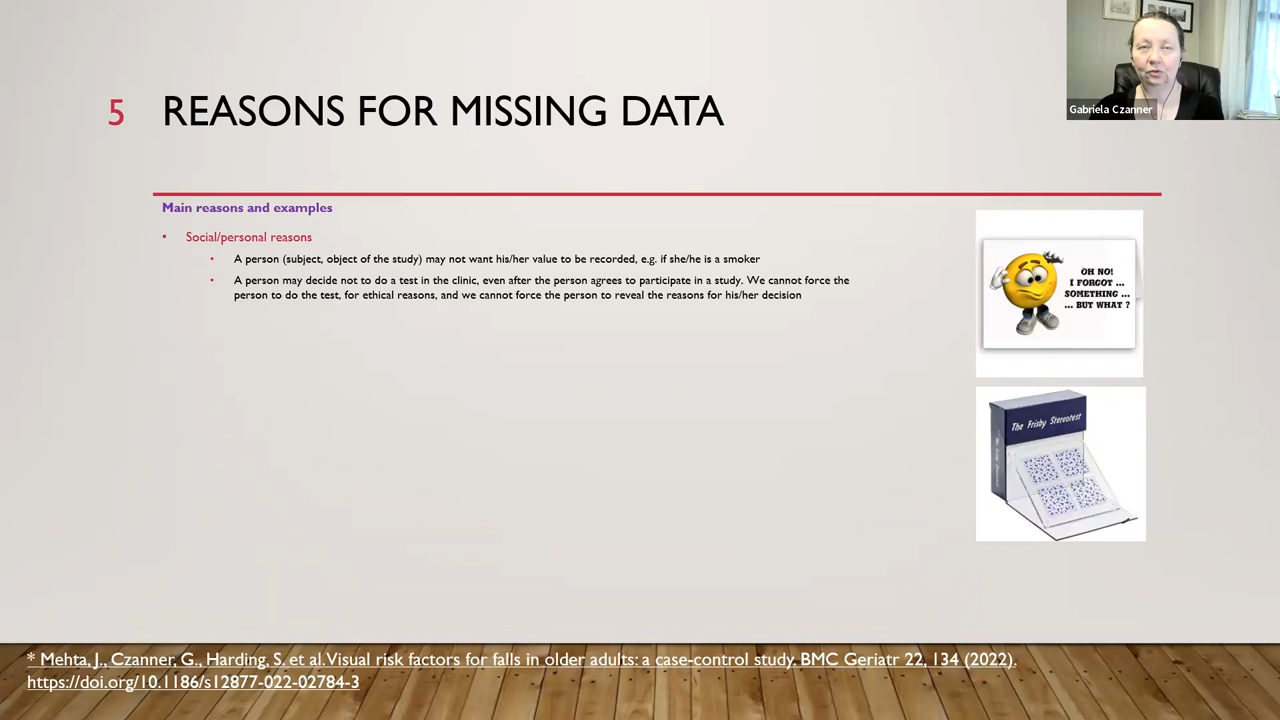 Gabriela Czanner
5 REASONS FOR MISSING DATA
Main reasons and examples
• Social/personal reasons
• A person (subject, object of the study) may not want his/her value to be recorded, e.g. if she/he is a smoker
• A person may decide not to do a test in the clinic, even after the person agrees to participate in a study. We cannot force the
person to do the test, for ethical reasons, and we cannot force the person to reveal the reasons for his/her decision
OH NO!
I FORGOT ...
SOMETHING ...
... BUT WHAT ?
The Frisby Stereotest
* Mehta, J., Czanner, G., Harding, S. et al. Visual risk factors for falls in older adults: a case-control study. BMC Geriatr 22, 134 (2022).
https://doi.org/10.1186/s12877-022-02784-3